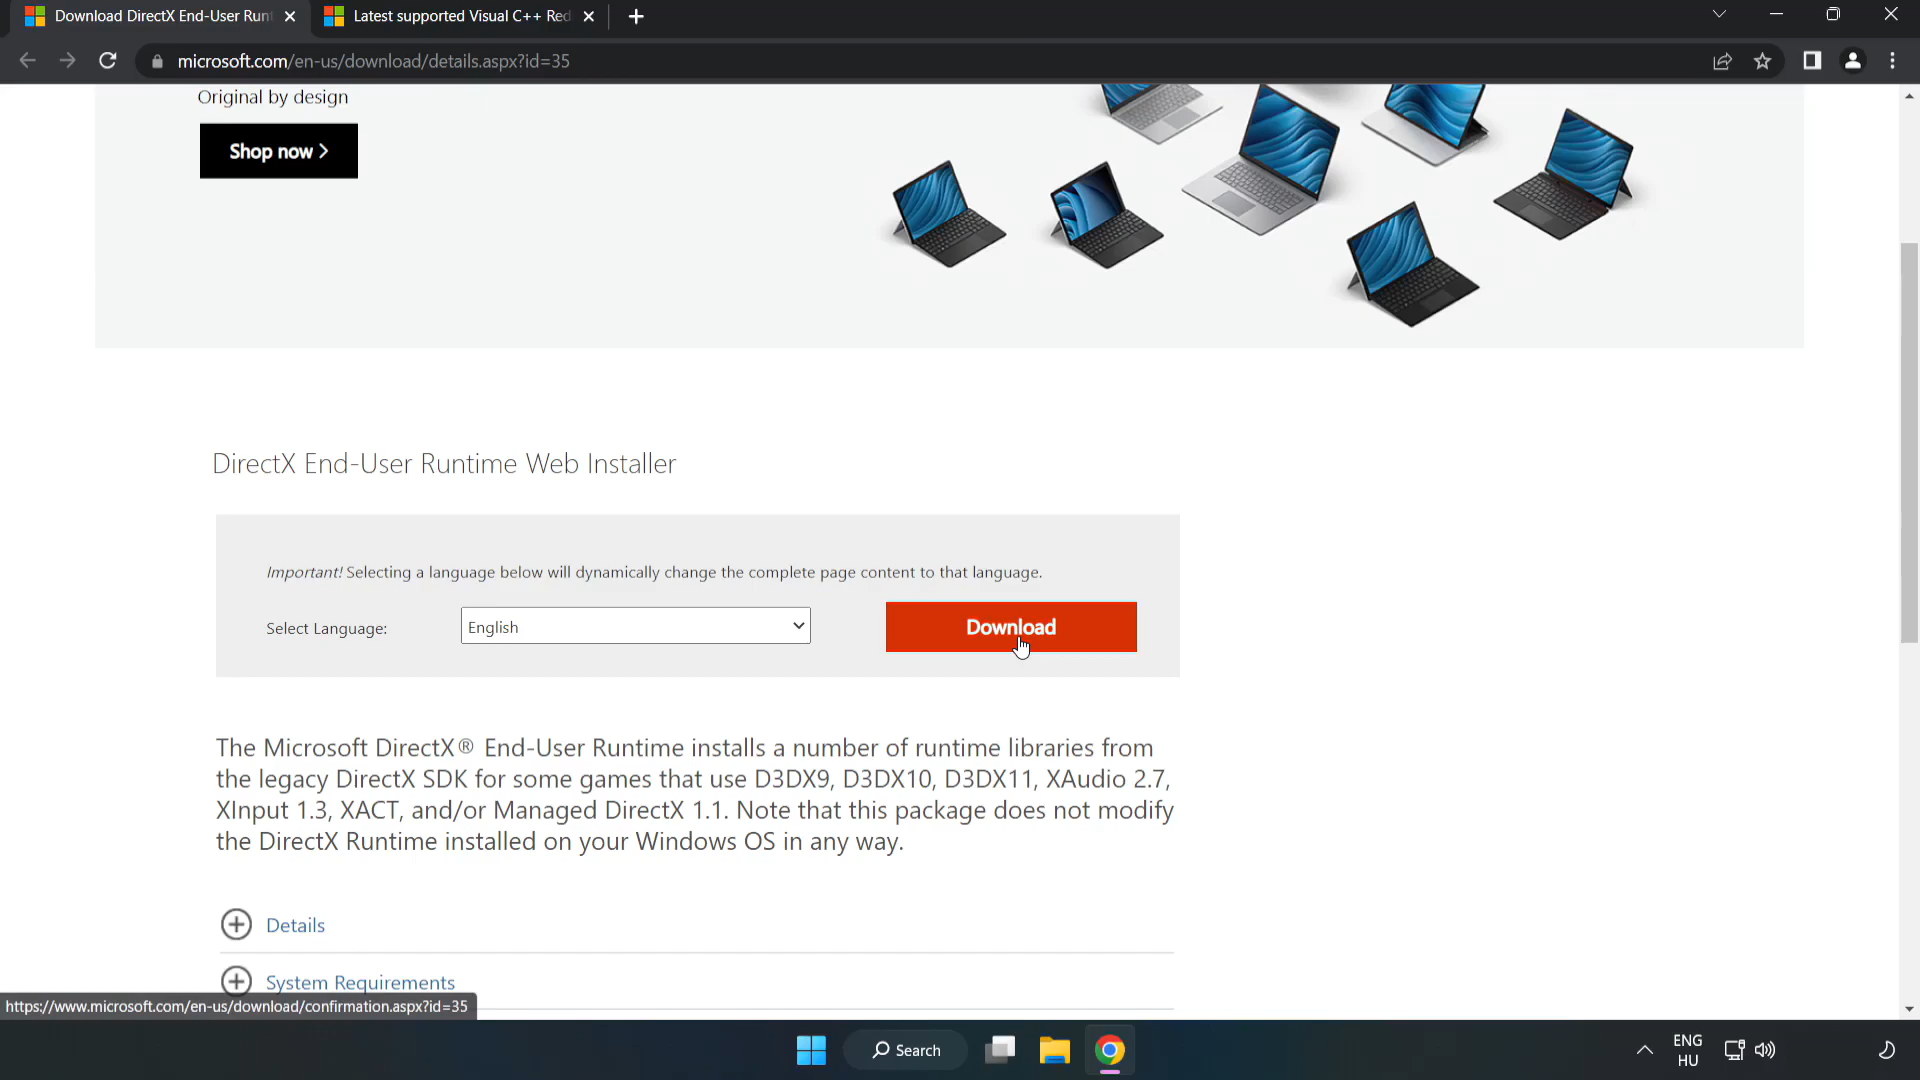 Download DirectX End-User Runt
Latest supported Visual C++ Red
microsoft.com/en-us/download/details.aspx?id=35
Original by design
Shop now >
DirectX End-User Runtime Web Installer
Important! Selecting a language below will dynamically change the complete page content to that language.
Select Language:
English
Download
The Microsoft DirectX® End-User Runtime installs a number of runtime libraries from
the legacy DirectX SDK for some games that use D3DX9, D3DX10, D3DX11, XAudio 2.7,
XInput 1.3, XACT, and/or Managed DirectX 1.1. Note that this package does not modify
the DirectX Runtime installed on your Windows OS in any way.
Details
System Requirements
https://www.microsoft.com/en-us/download/confirmation.aspx?id=35
Search
ENG
HU